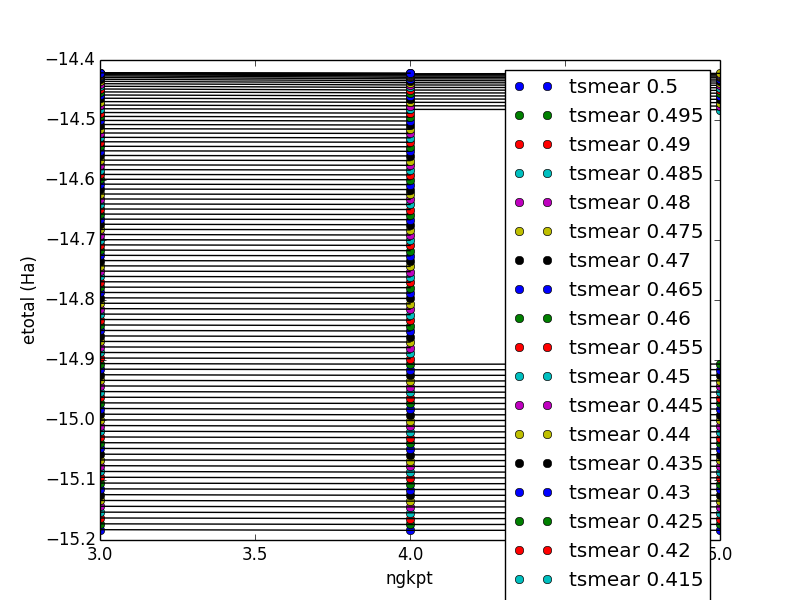 −14.4
−14.5
−14.6
−14.7
−14.8
−14.9
−15.0
−15.1
−15.2
etotal (Ha)
3.0 3.5 4.0 5.0
ngkpt
tsmear 0.5
tsmear 0.495
tsmear 0.49
tsmear 0.485
tsmear 0.48
tsmear 0.475
tsmear 0.47
tsmear 0.465
tsmear 0.46
tsmear 0.455
tsmear 0.45
tsmear 0.445
tsmear 0.44
tsmear 0.435
tsmear 0.43
tsmear 0.425
tsmear 0.42
tsmear 0.415